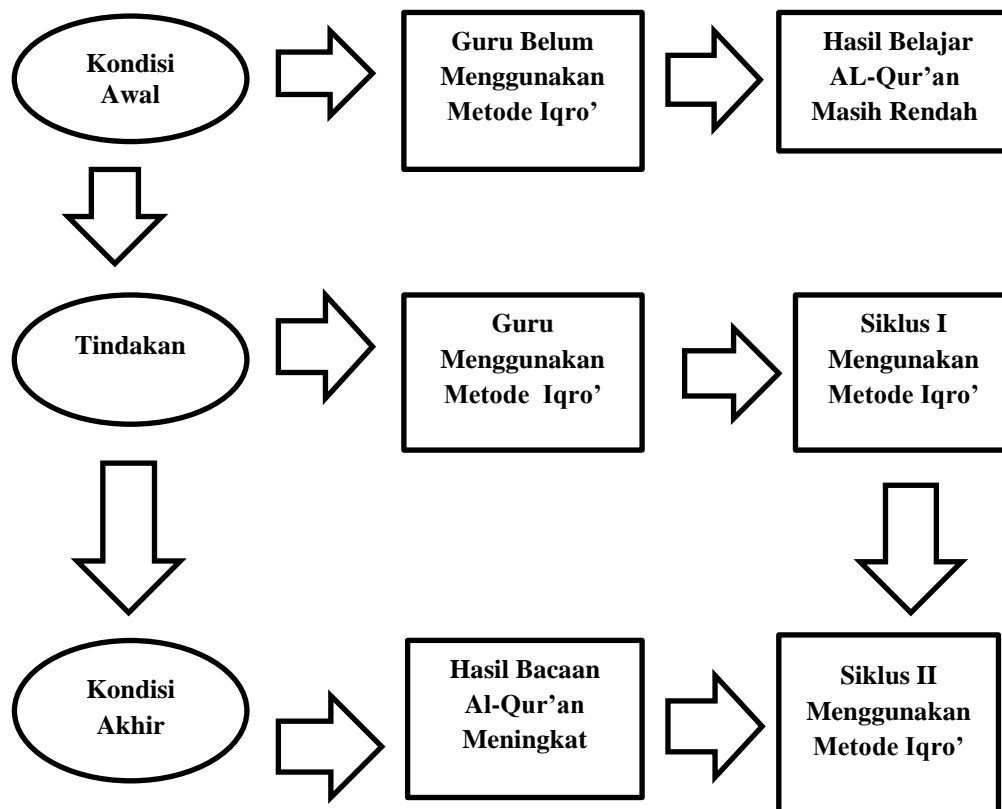 Kondisi
Awal
Guru Belum
Menggunakan
Metode Iqro’
Hasil Belajar
AL-Qur’an
Masih Rendah
Tindakan
Guru
Menggunakan
Metode Iqro’
Siklus I
Mengunakan
Metode Iqro’
Kondisi
Akhir
Hasil Bacaan
Al-Qur’an
Meningkat
Siklus II
Menggunakan
Metode Iqro’